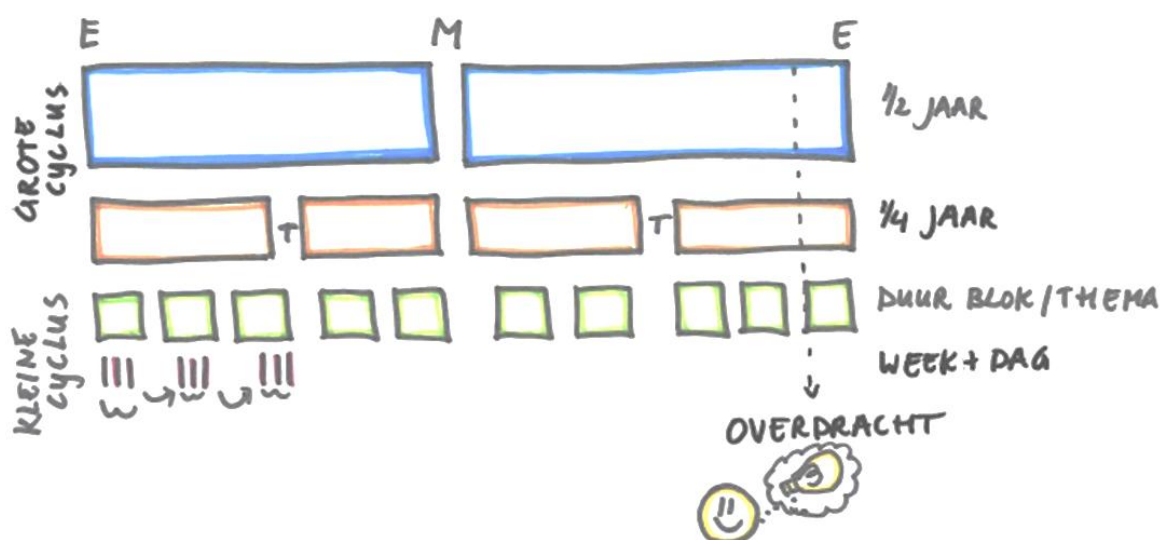 E M E
GROTE CYCLUS
1/2 JAAR
T T
1/4 JAAR
KLEINE CYCLUS
DUUR BLOK/THEMA
WEEK + DAG
OVERDRACHT